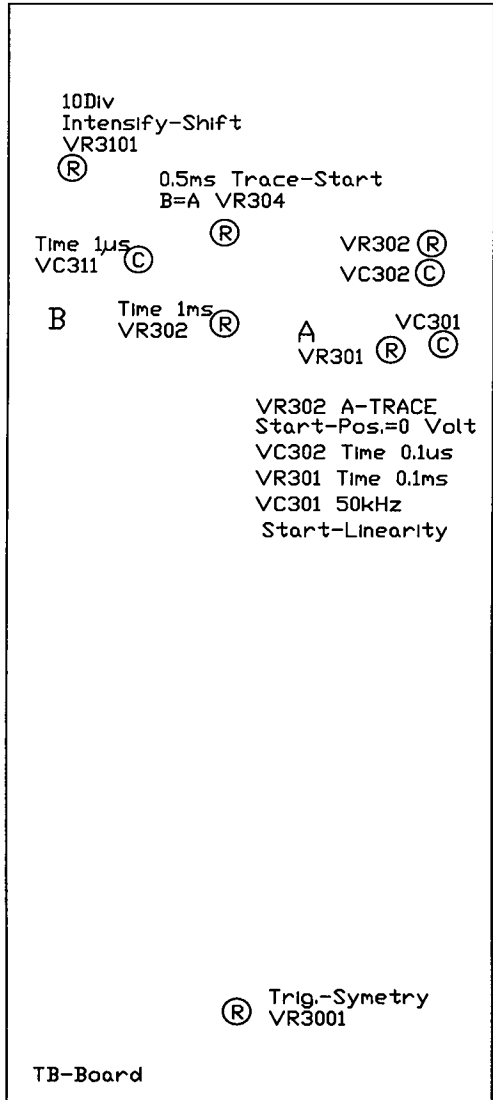 10Div
Intensify-Shift
VR3101
R
0.5ms Trace-Start
B=A VR304
R
Time 1µs
VC311
C
VR302 R
VC302 C
B
Time 1ms
VR302
R
A
VR301 R
VC301
C
VR302 A-TRACE
Start-Pos.=0 Volt
VC302 Time 0.1us
VR301 Time 0.1ms
VC301 50kHz
Start-Linearity
R
Trig.-Symetry
VR3001
TB-Board